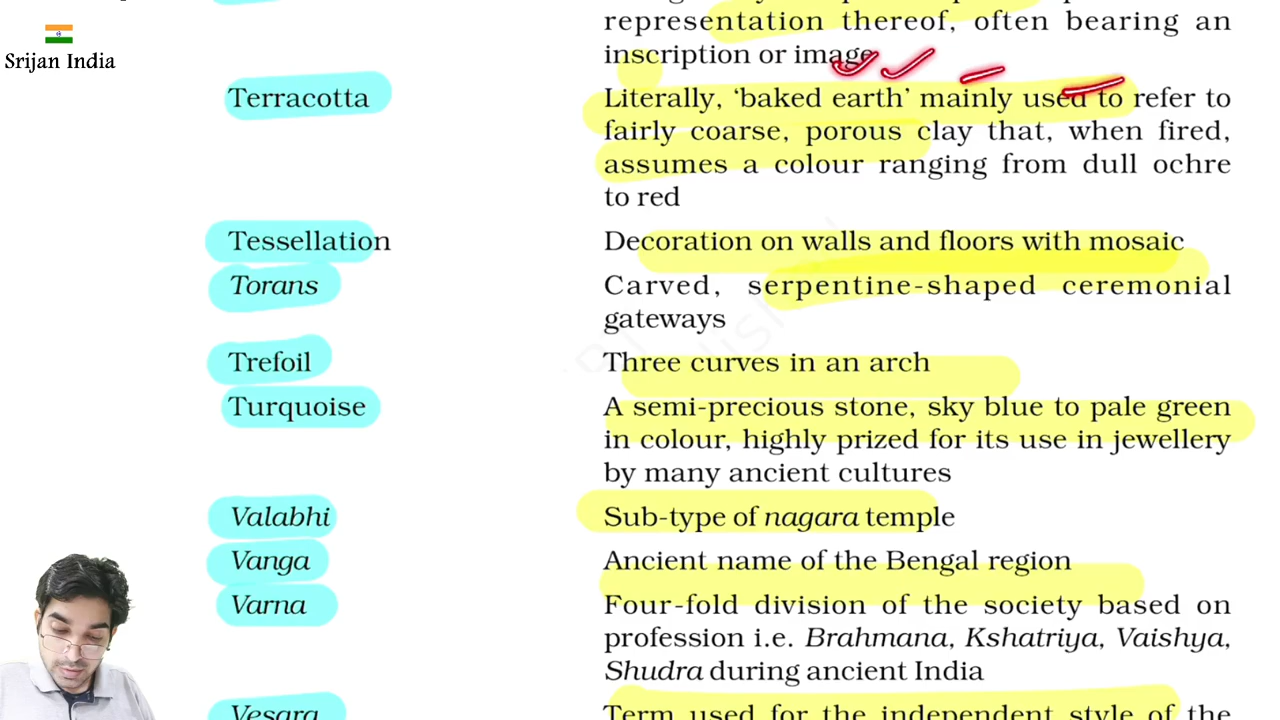 representation thereof, often bearing an
inscription or image
Srijan India
Terracotta
Literally, ‘baked earth’ mainly used to refer to
fairly coarse, porous clay that, when fired,
assumes a colour ranging from dull ochre
to red
Tessellation
Decoration on walls and floors with mosaic
Torans
Carved, serpentine-shaped ceremonial
gateways
Trefoil
Three curves in an arch
Turquoise
A semi-precious stone, sky blue to pale green
in colour, highly prized for its use in jewellery
by many ancient cultures
Valabhi
Sub-type of nagara temple
Vanga
Ancient name of the Bengal region
Varna
Four-fold division of the society based on
profession i.e. Brahmana, Kshatriya, Vaishya,
Shudra during ancient India
Vesara
Term used for the independent style of the